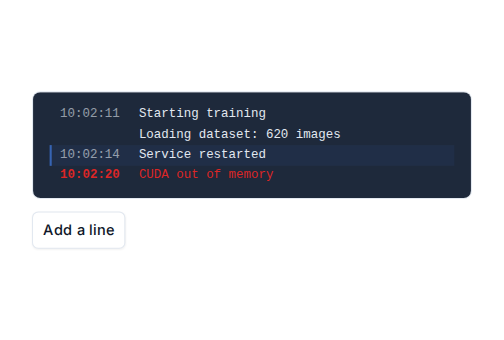 10:02:11 Starting training
Loading dataset: 620 images
10:02:14 Service restarted
10:02:20 CUDA out of memory
Add a line